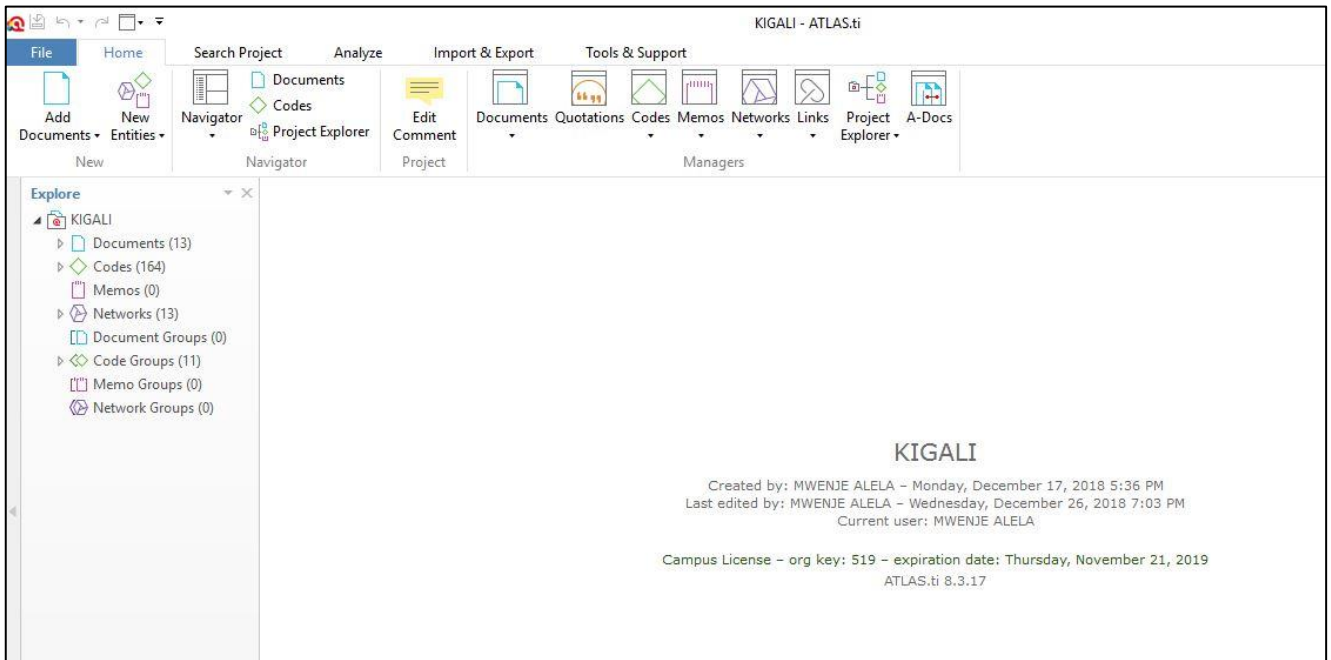 KIGALI - ATLAS.ti
File Home Search Project Analyze Import & Export Tools & Support
Add Documents
New Entities
Navigator
Documents
Codes
Project Explorer
Edit Comment
Documents Quotations Codes Memos Networks Links Project Explorer A-Docs
New Navigator Project Managers
Explore
KIGALI
Documents (13)
Codes (164)
Memos (0)
Networks (13)
Document Groups (0)
Code Groups (11)
Memo Groups (0)
Network Groups (0)
KIGALI
Created by: MWENJE ALELA – Monday, December 17, 2018 5:36 PM
Last edited by: MWENJE ALELA – Wednesday, December 26, 2018 7:03 PM
Current user: MWENJE ALELA
Campus License – org key: 519 – expiration date: Thursday, November 21, 2019
ATLAS.ti 8.3.17